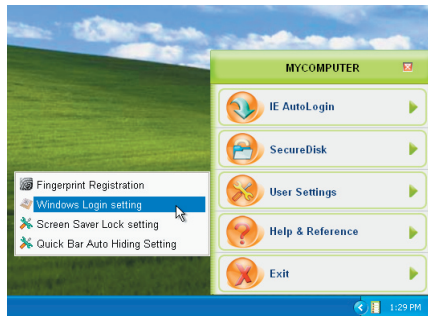 MYCOMPUTER
IE AutoLogin
SecureDisk
User Settings
Help & Reference
Exit
Fingerprint Registration
Windows Login setting
Screen Saver Lock setting
Quick Bar Auto Hiding Setting
1:29 PM